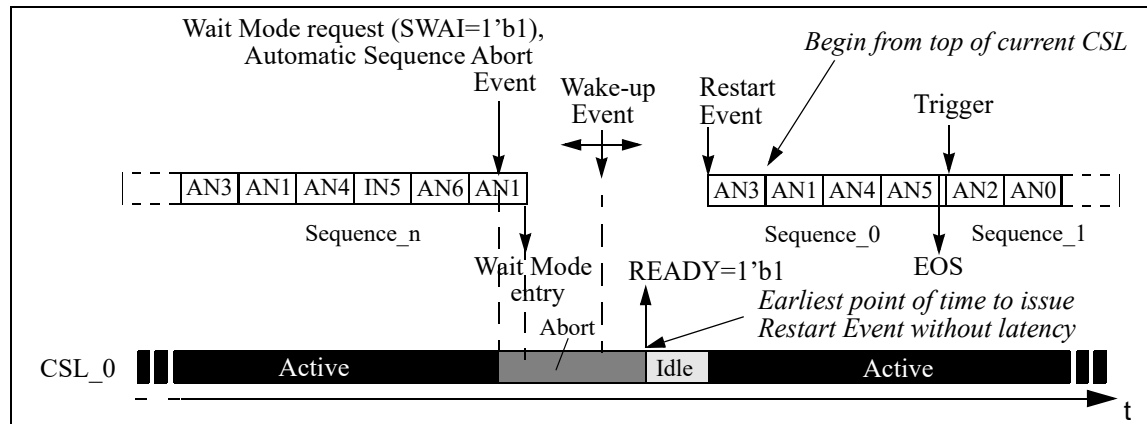 Wait Mode request (SWAI=1’b1),
Automatic Sequence Abort
Event
Begin from top of current CSL
Wake-up
Event
Restart
Event
Trigger
AN3 AN1 AN4 IN5 AN6 AN1
AN3 AN1 AN4 AN5 AN2 AN0
Sequence_n
Sequence_0
Sequence_1
Wait Mode
entry
READY=1’b1
EOS
Earliest point of time to issue
Restart Event without latency
Abort
CSL_0
Active
Idle
Active
t